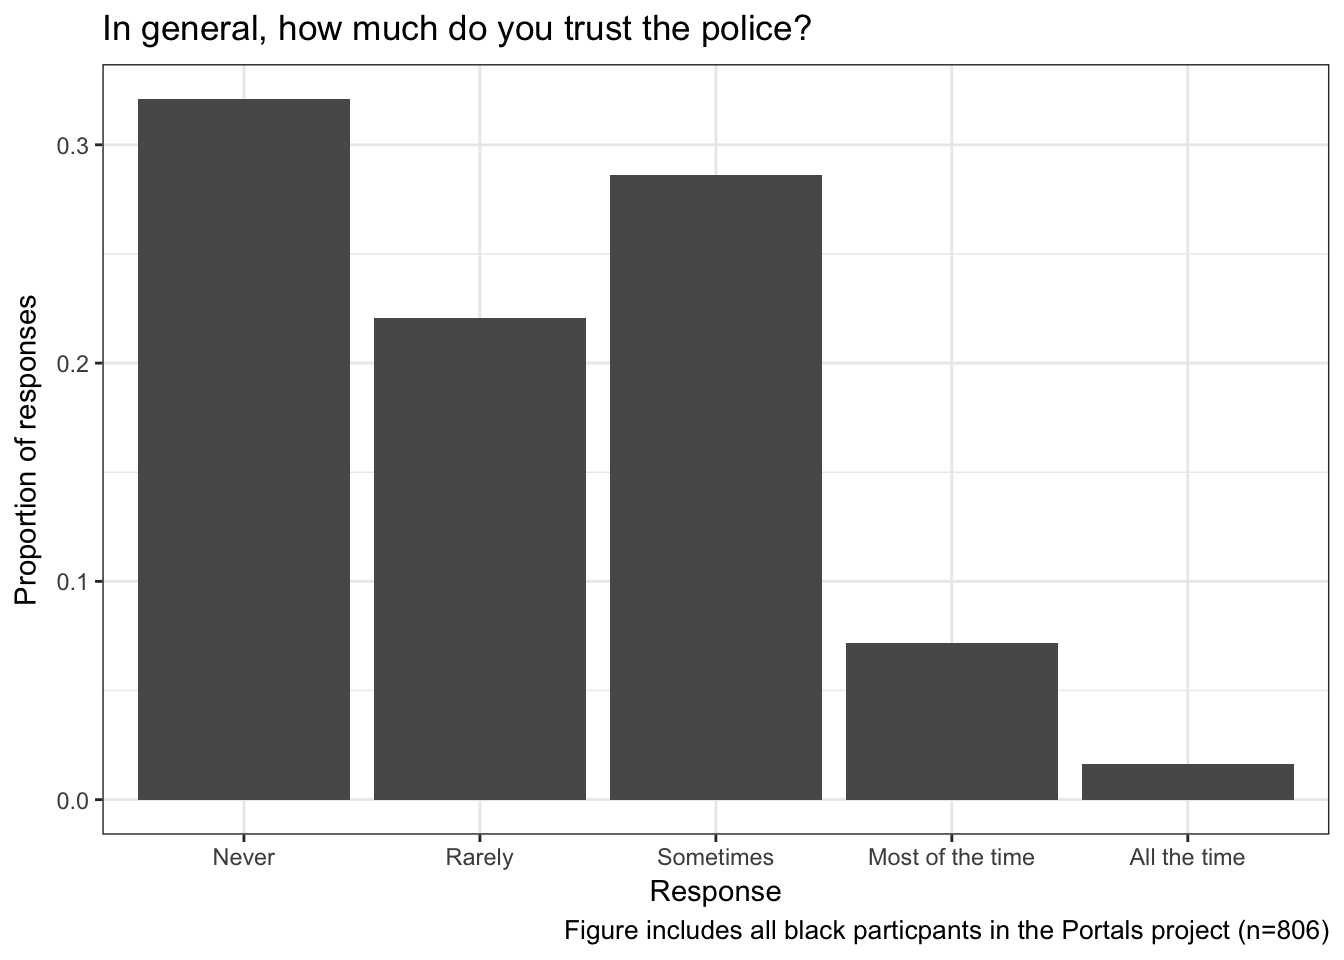 In general, how much do you trust the police?
Proportion of responses
0.3
0.2
0.1
0.0
Never Rarely Sometimes Most of the time All the time
Response
Figure includes all black particpants in the Portals project (n=806)